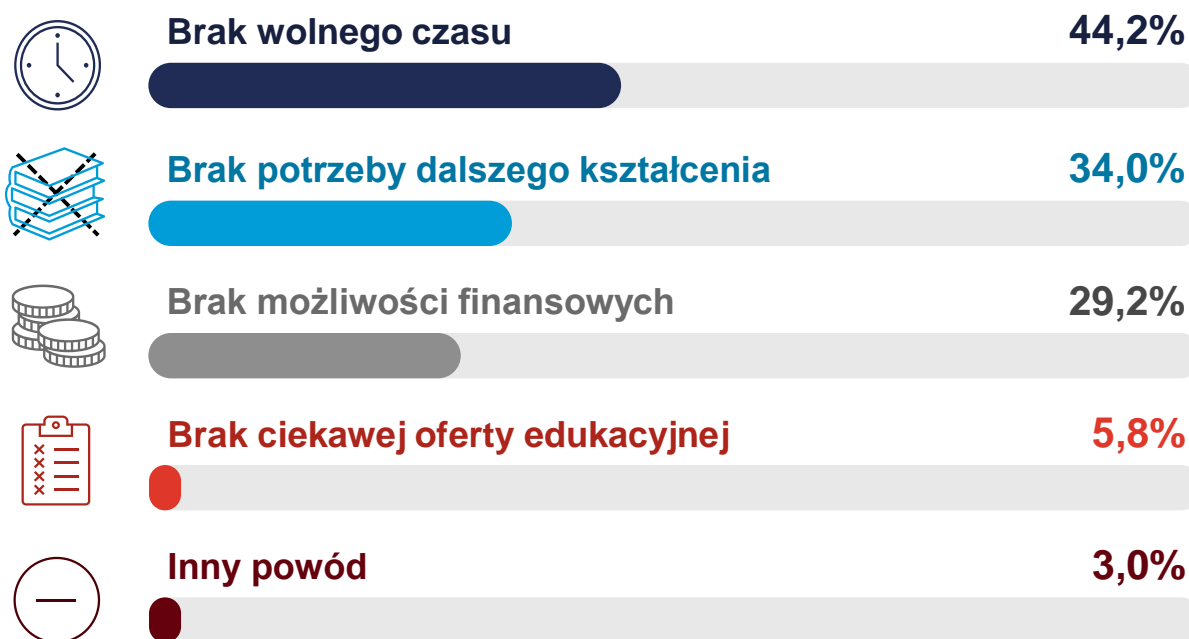 Brak wolnego czasu 44,2%
Brak potrzeby dalszego kształcenia 34,0%
Brak możliwości finansowych 29,2%
Brak ciekawej oferty edukacyjnej 5,8%
Inny powód 3,0%